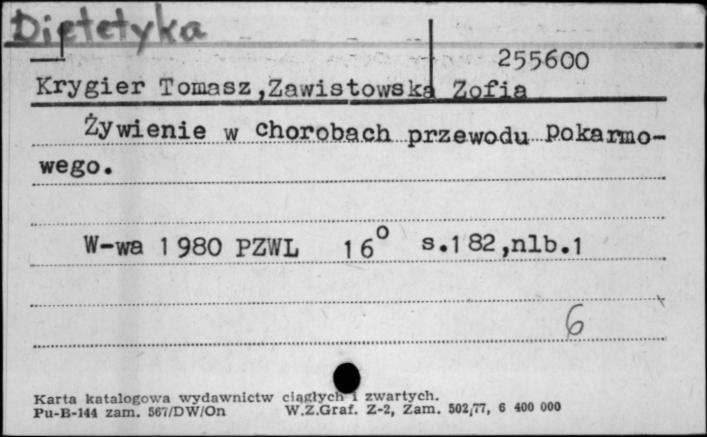 Dietetyka
255600
Krygier Tomasz,Zawistowska Zofia
Żywienie w chorobach przewodu pokarmo-
wego.
W-wa 1980 PZWL 16° s.182,nlb.1
6
Karta katalogowa wydawnictw ciągłych i zwartych.
Pu-B-144 zam. 567/DW/On W.Z.Graf. Z-2, Zam. 502/77, 6 400 000